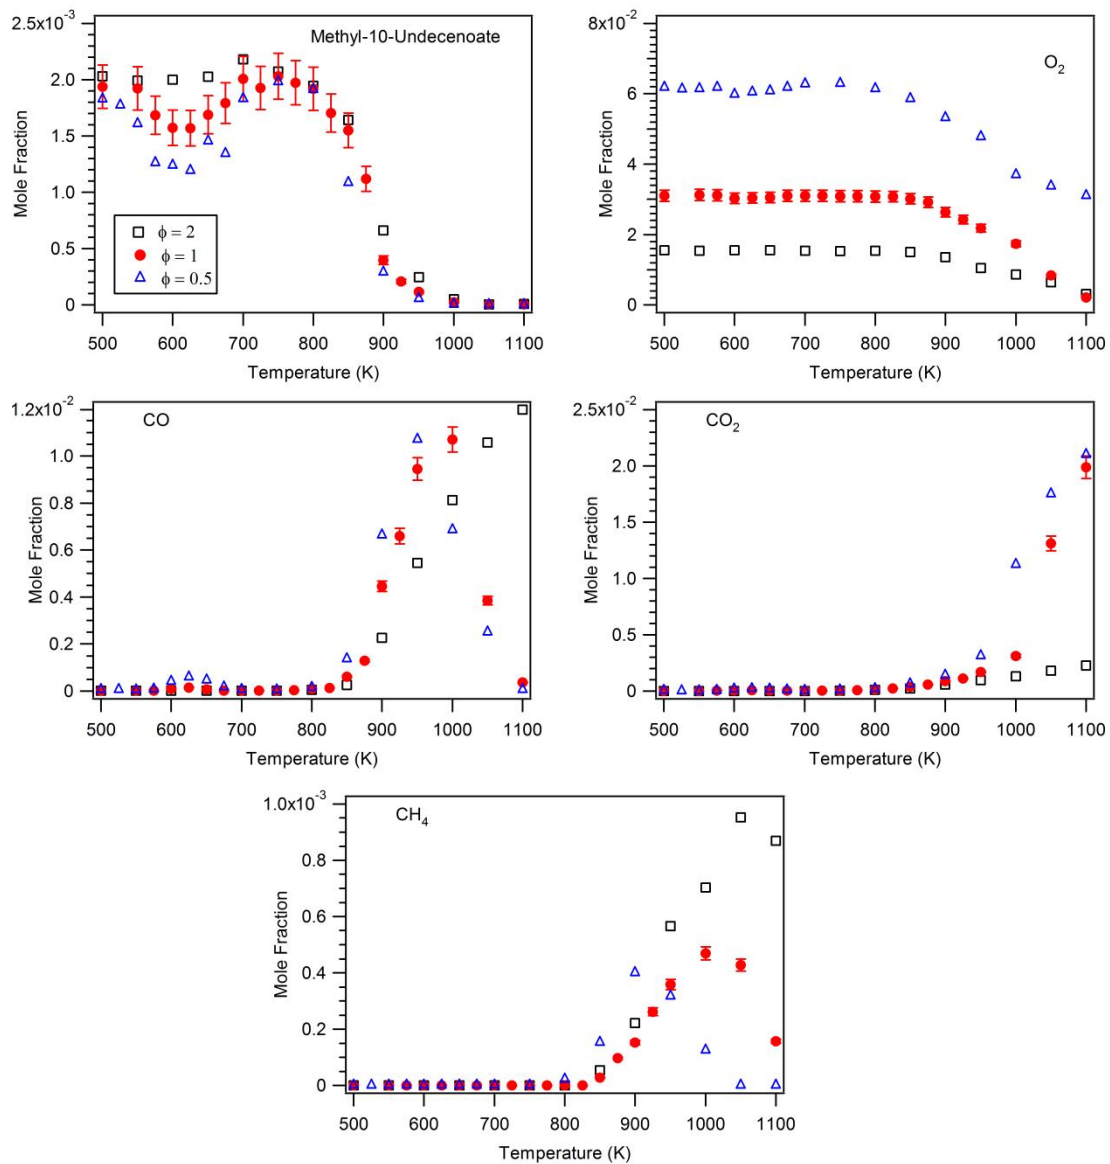 2.5x10-3
Methyl-10-Undecenoate
2.0
1.5
1.0
0.5
0
Mole Fraction
ϕ = 2
ϕ = 1
ϕ = 0.5
500 600 700 800 900 1000 1100
Temperature (K)
8x10-2
O2
6
4
2
0
Mole Fraction
500 600 700 800 900 1000 1100
Temperature (K)
1.2x10-2
CO
1.0
0.8
0.6
0.4
0.2
0
Mole Fraction
500 600 700 800 900 1000 1100
Temperature (K)
2.5x10-2
CO2
2.0
1.5
1.0
0.5
0
Mole Fraction
500 600 700 800 900 1000 1100
Temperature (K)
1.0x10-3
CH4
0.8
0.6
0.4
0.2
0
Mole Fraction
500 600 700 800 900 1000 1100
Temperature (K)